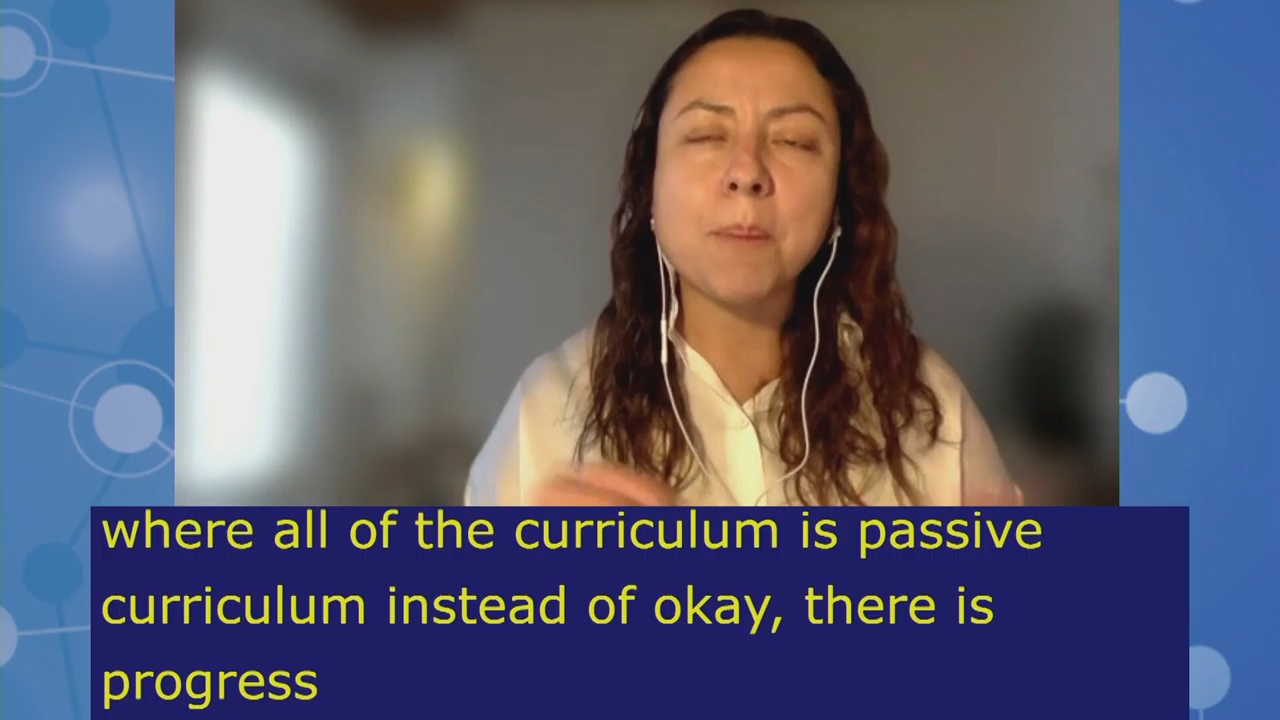 where all of the curriculum is passive
curriculum instead of okay, there is
progress